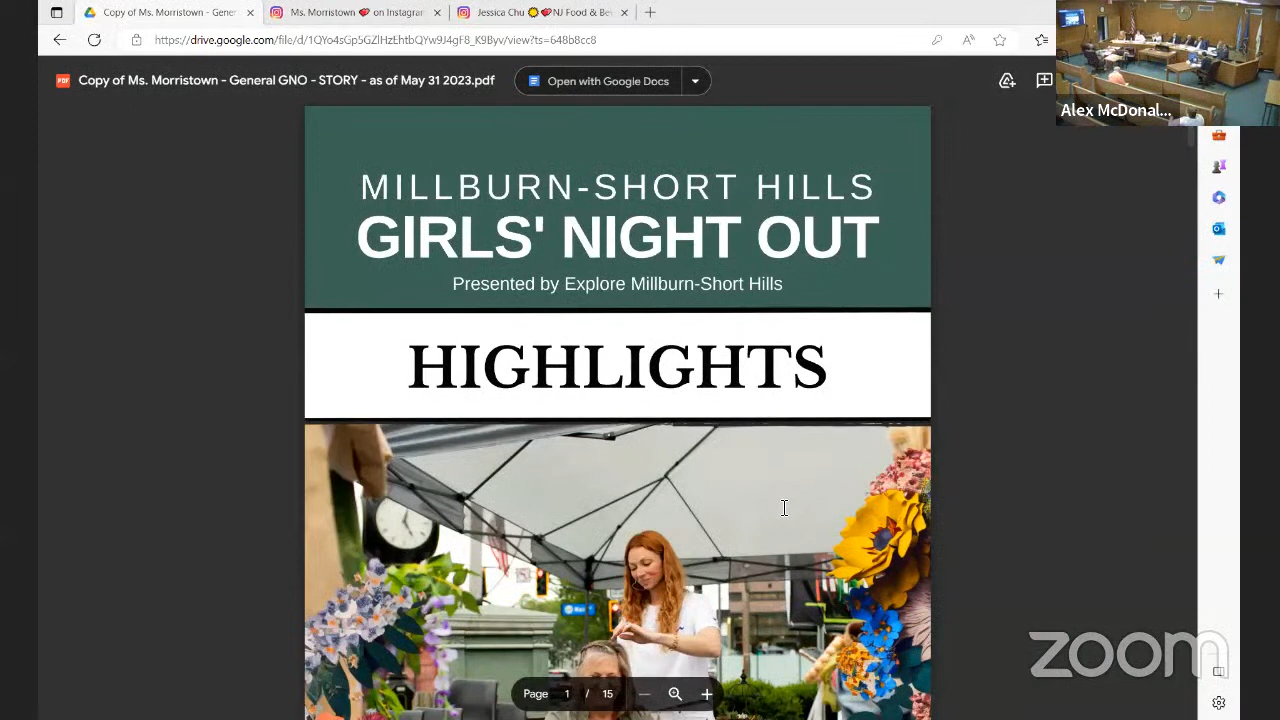 Copy of Ms. Morristown - Gener
Ms. Morristown ❤️ on Instagram
Jessica Chu 🌻❤️NJ Food & Be
https://drive.google.com/file/d/1QYo4sGp5GZlHzEhtbQYw9J4gF8_K9Byv/view?ts=648b8cc8
PDF
Copy of Ms. Morristown - General GNO - STORY - as of May 31 2023.pdf
Open with Google Docs
Alex McDonal...
MILLBURN-SHORT HILLS
GIRLS' NIGHT OUT
Presented by Explore Millburn-Short Hills
HIGHLIGHTS
Page 1 / 15
zoom